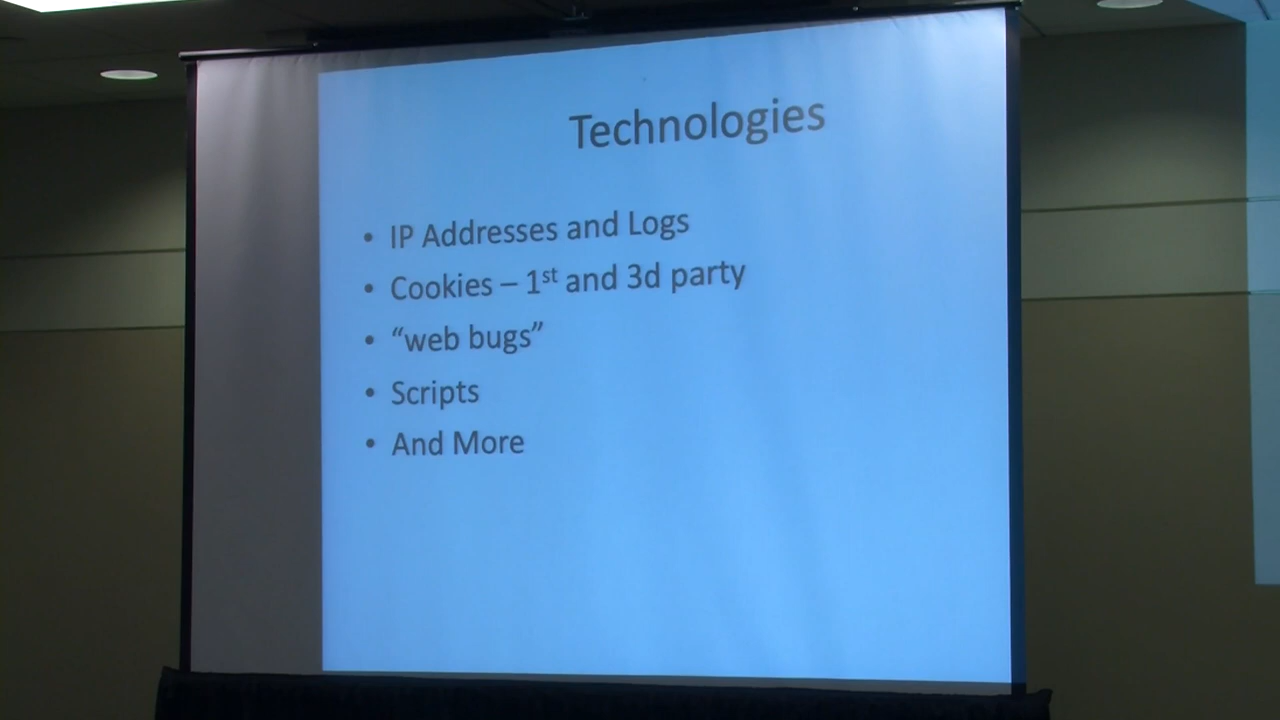 Technologies
• IP Addresses and Logs
• Cookies – 1st and 3d party
• “web bugs”
• Scripts
• And More